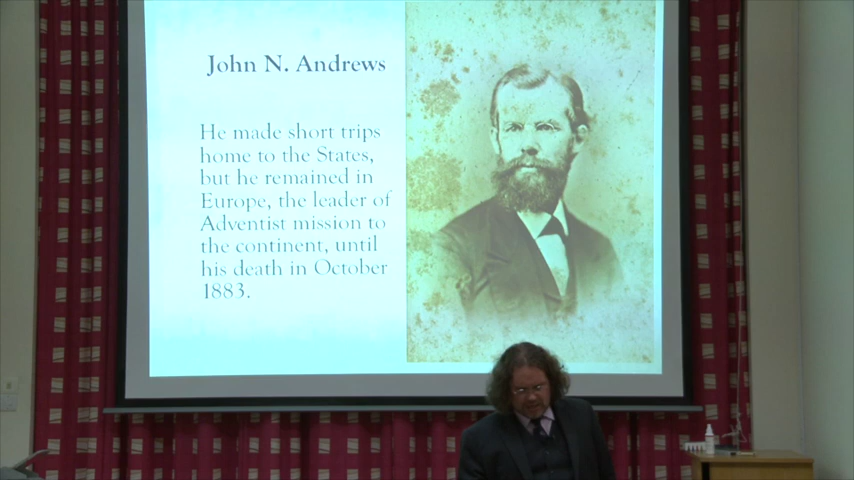 John N. Andrews
He made short trips
home to the States,
but he remained in
Europe, the leader of
Adventist mission to
the continent, until
his death in October
1883.